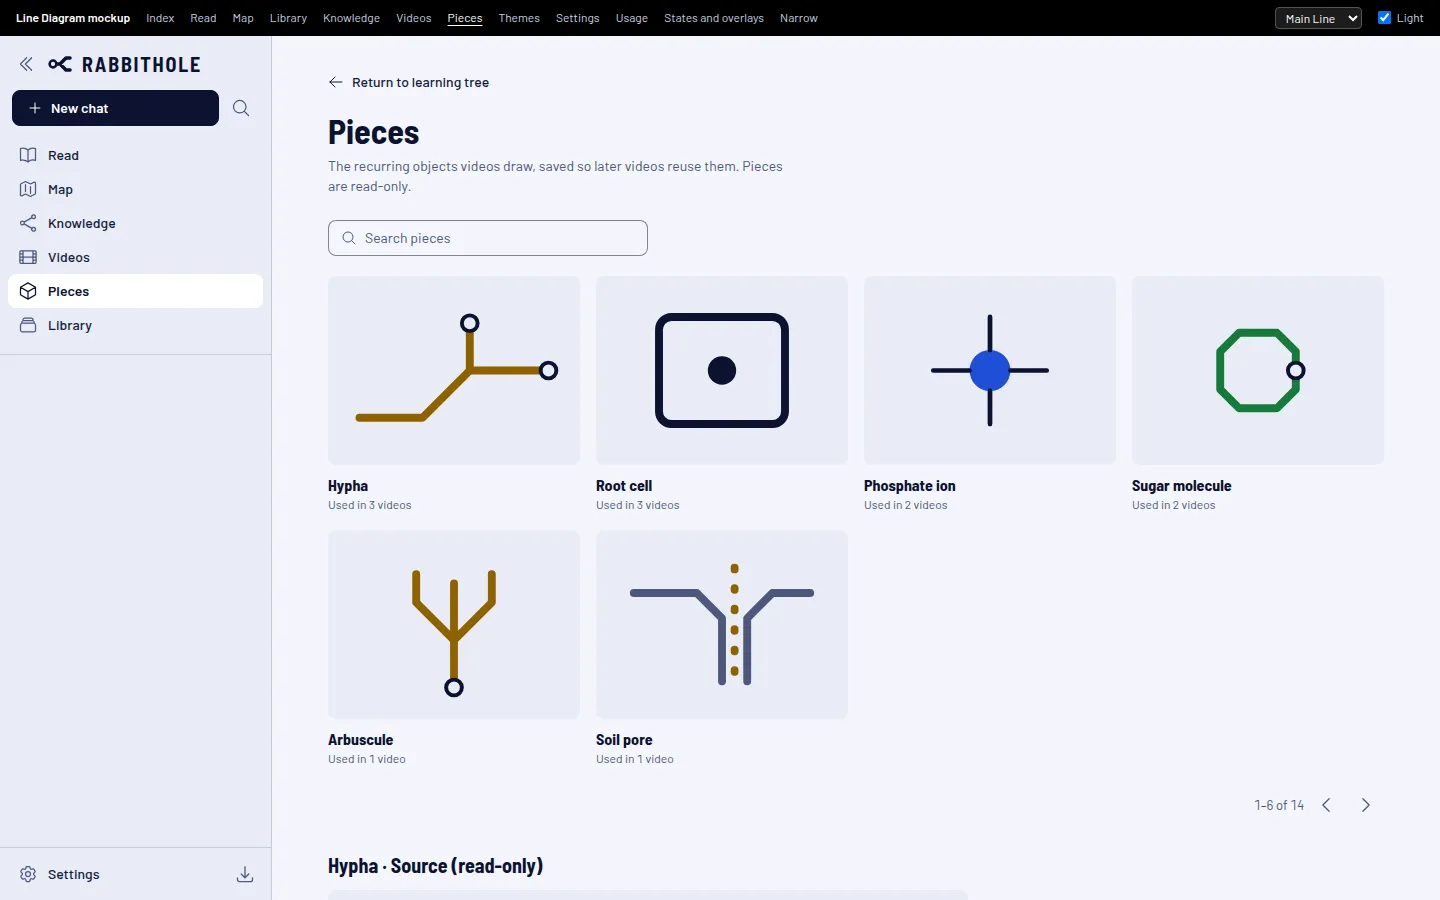 Line Diagram mockup Index Read Map Library Knowledge Videos Pieces Themes Settings Usage States and overlays Narrow Main Line Light
RABBITHOLE
New chat
Read
Map
Knowledge
Videos
Pieces
Library
Settings
Return to learning tree
Pieces
The recurring objects videos draw, saved so later videos reuse them. Pieces
are read-only.
Search pieces
Hypha
Used in 3 videos
Root cell
Used in 3 videos
Phosphate ion
Used in 2 videos
Sugar molecule
Used in 2 videos
Arbuscule
Used in 1 video
Soil pore
Used in 1 video
1–6 of 14
Hypha · Source (read-only)